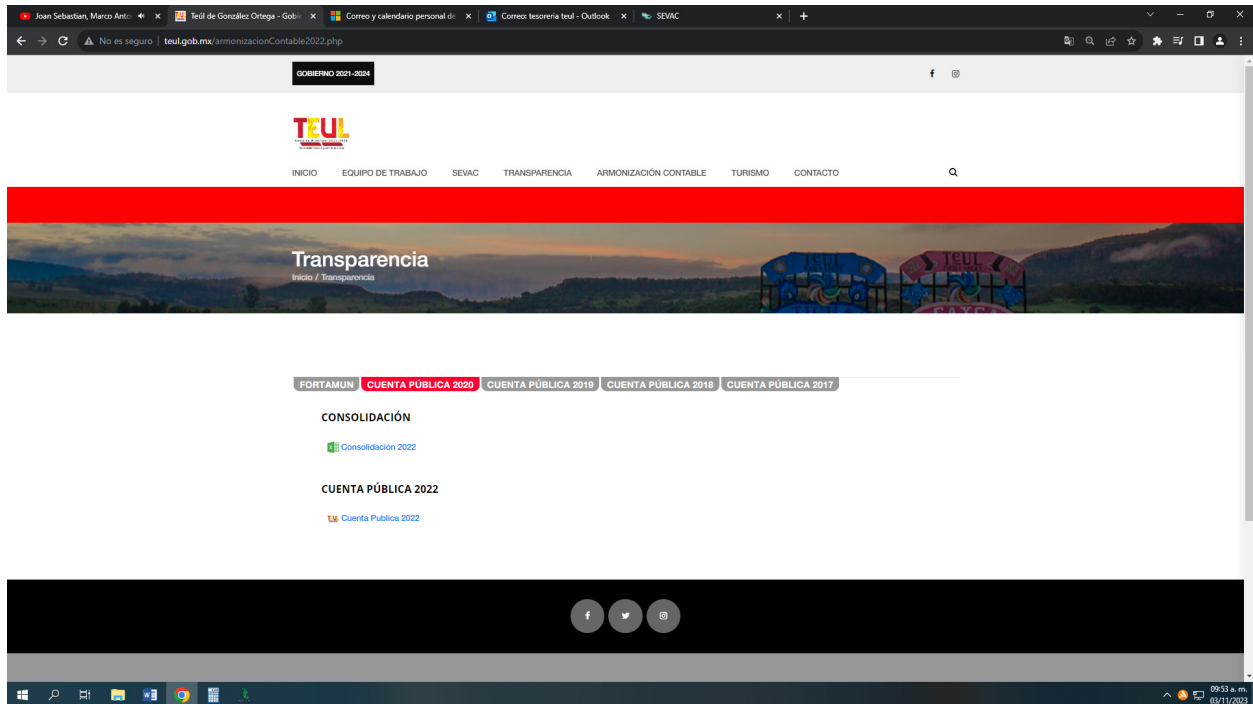 Joan Sebastian, Marco Anto
Teúl de González Ortega - Gobi
Correo y calendario personal de
Correo: tesoreria teul - Outlook
SEVAC
No es seguro | teulgob.mx/armonizacionContable2022.php
GOBIERNO 2021-2024
TEUL
INICIO EQUIPO DE TRABAJO SEVAC TRANSPARENCIA ARMONIZACIÓN CONTABLE TURISMO CONTACTO
Transparencia
Inicio / Transparencia
TEUL TEUL
FORTAMUN CUENTA PÚBLICA 2020 CUENTA PÚBLICA 2019 CUENTA PÚBLICA 2018 CUENTA PÚBLICA 2017
CONSOLIDACIÓN
Consolidación 2022
CUENTA PÚBLICA 2022
Cuenta Publica 2022
09:53 a. m.
03/11/2023